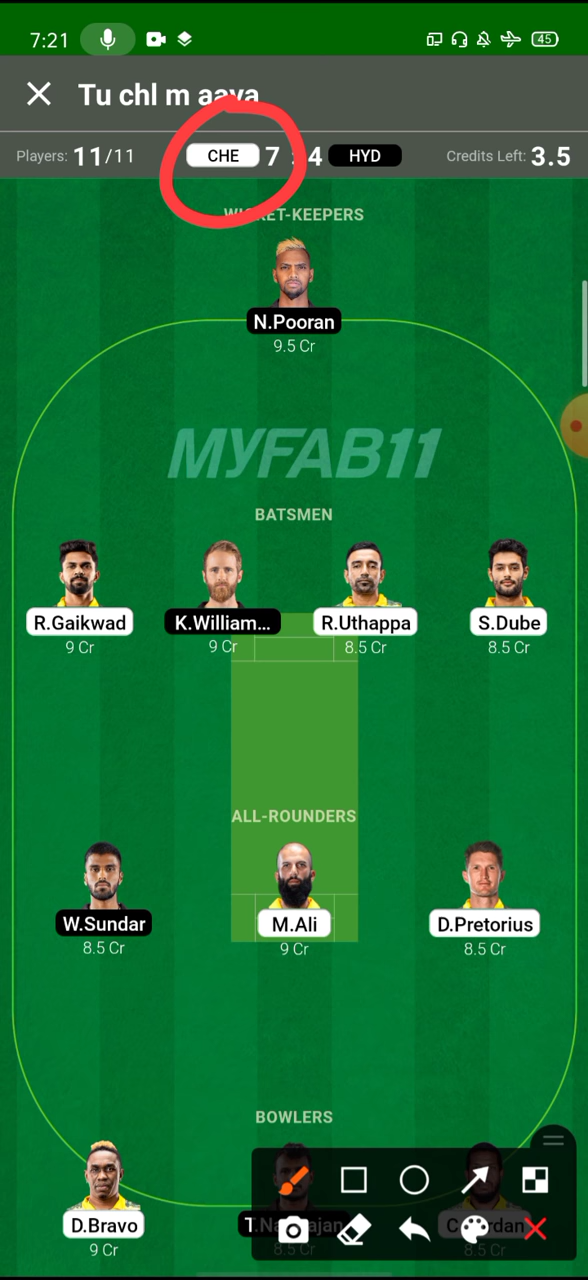 7:21 45
Tu chl m aaya
Players: 11/11 CHE 7 : 4 HYD Credits Left: 3.5
WICKET-KEEPERS
N.Pooran
9.5 Cr
MYFAB11
BATSMEN
R.Gaikwad K.William... R.Uthappa S.Dube
9 Cr 9 Cr 8.5 Cr 8.5 Cr
ALL-ROUNDERS
W.Sundar M.Ali D.Pretorius
8.5 Cr 9 Cr 8.5 Cr
BOWLERS
D.Bravo
9 Cr 8.5 Cr 8.5 Cr